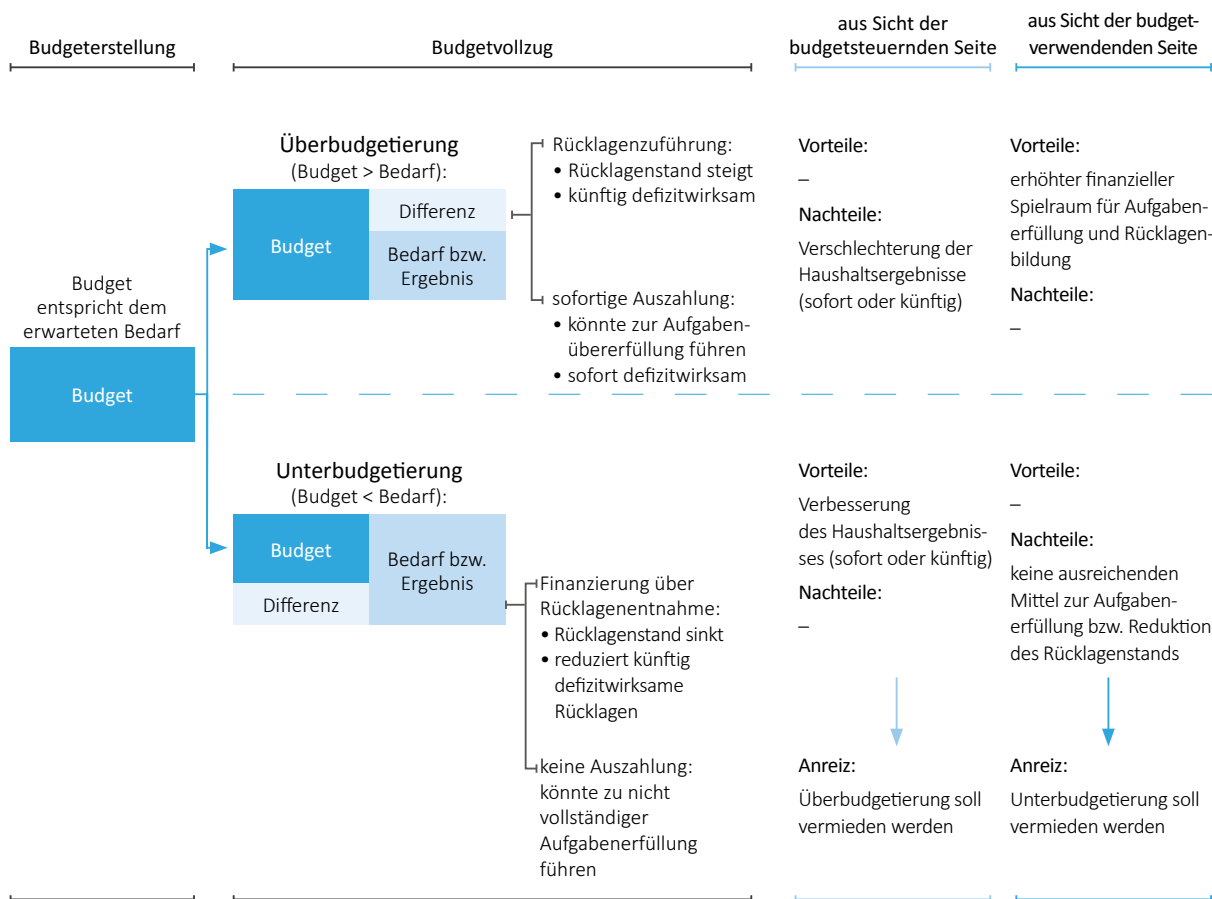 Budgeterstellung
Budgetvollzug
aus Sicht der
budgetsteuernden Seite
aus Sicht der budget-
verwendenden Seite
Budget
entspricht dem
erwarteten Bedarf
Budget
Überbudgetierung
(Budget > Bedarf):
Budget
Differenz
Bedarf bzw.
Ergebnis
Rücklagenzuführung:
• Rücklagenstand steigt
• künftig defizitwirksam
sofortige Auszahlung:
• könnte zur Aufgaben-
übererfüllung führen
• sofort defizitwirksam
Vorteile:
–
Nachteile:
Verschlechterung der
Haushaltsergebnisse
(sofort oder künftig)
Vorteile:
erhöhter finanzieller
Spielraum für Aufgaben-
erfüllung und Rücklagen-
bildung
Nachteile:
–
Unterbudgetierung
(Budget < Bedarf):
Budget
Differenz
Bedarf bzw.
Ergebnis
Finanzierung über
Rücklagenentnahme:
• Rücklagenstand sinkt
• reduziert künftig
defizitwirksame
Rücklagen
keine Auszahlung:
könnte zu nicht
vollständiger
Aufgabenerfüllung
führen
Vorteile:
Verbesserung
des Haushaltsergebnis-
ses (sofort oder künftig)
Nachteile:
–
Anreiz:
Überbudgetierung soll
vermieden werden
Vorteile:
–
Nachteile:
keine ausreichenden
Mittel zur Aufgaben-
erfüllung bzw. Reduktion
des Rücklagenstands
Anreiz:
Unterbudgetierung soll
vermieden werden